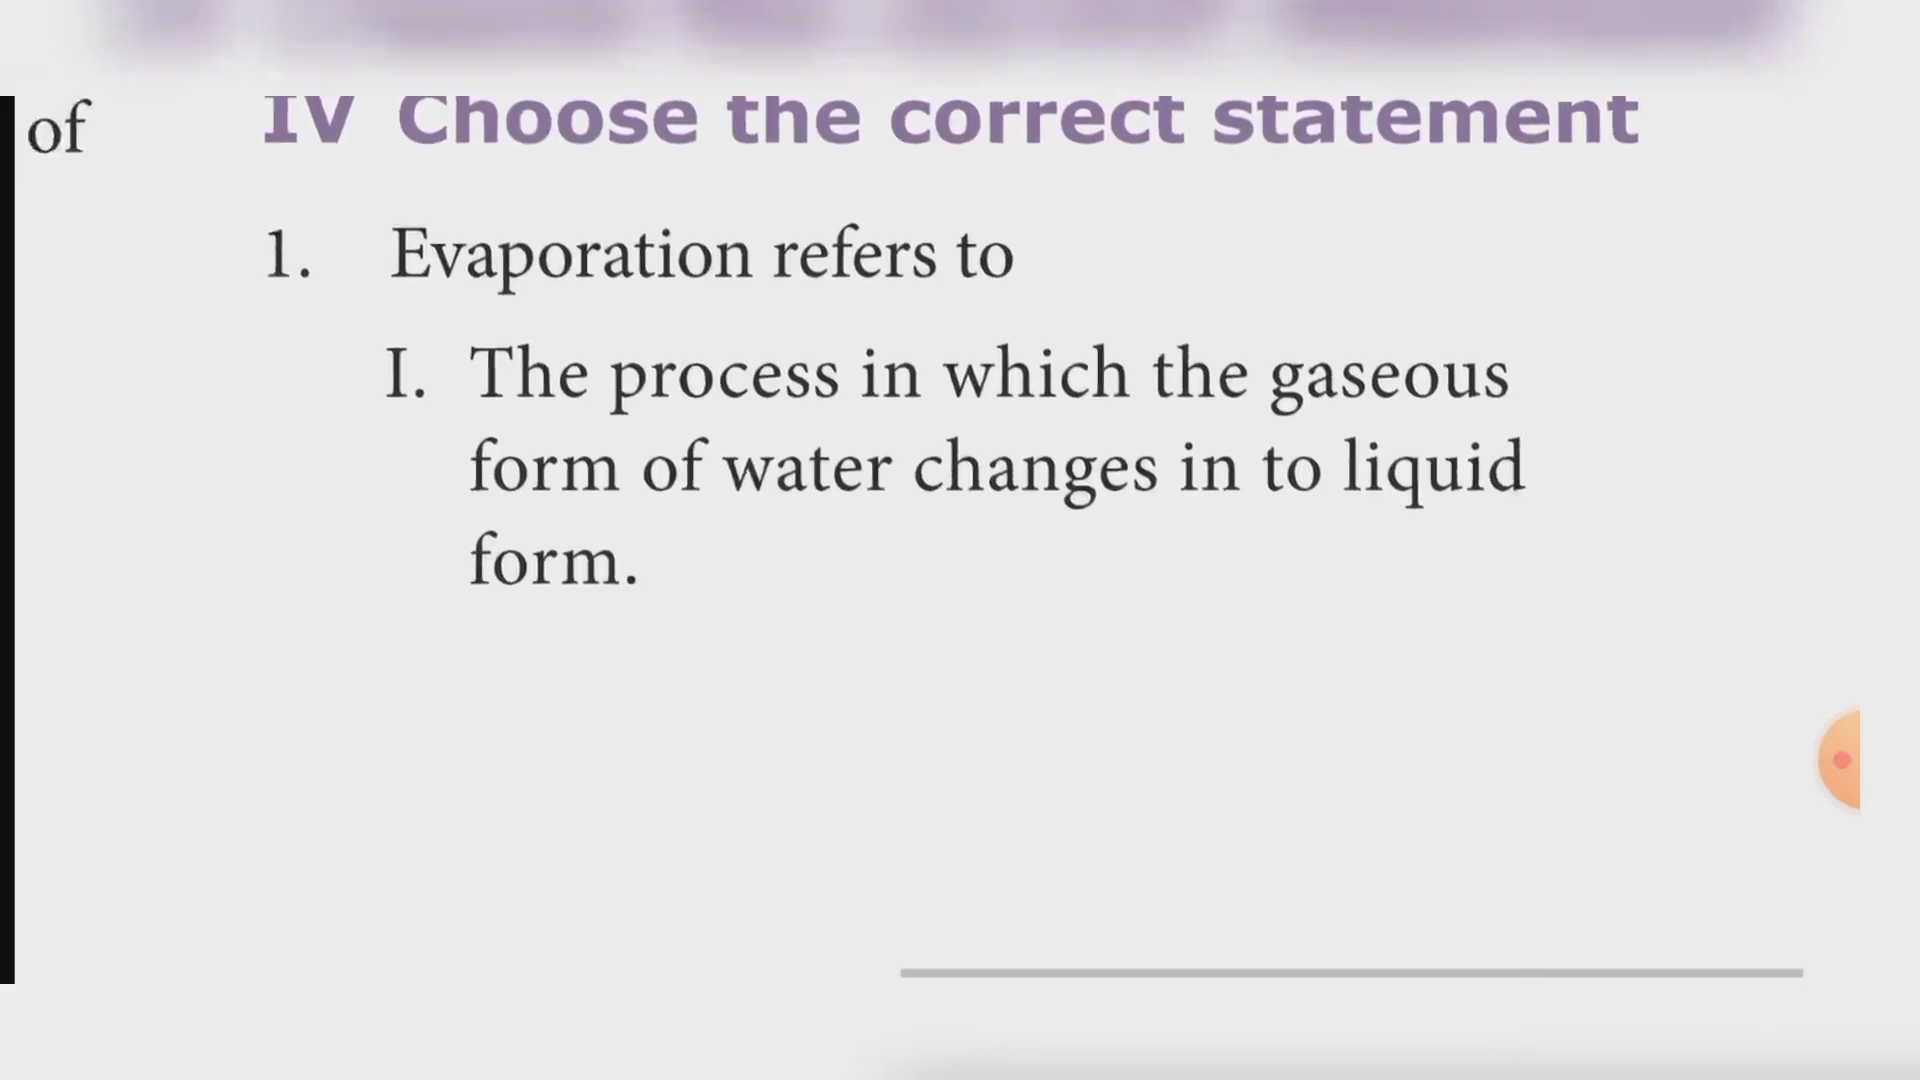 of
IV Choose the correct statement
1. Evaporation refers to
I. The process in which the gaseous
form of water changes in to liquid
form.